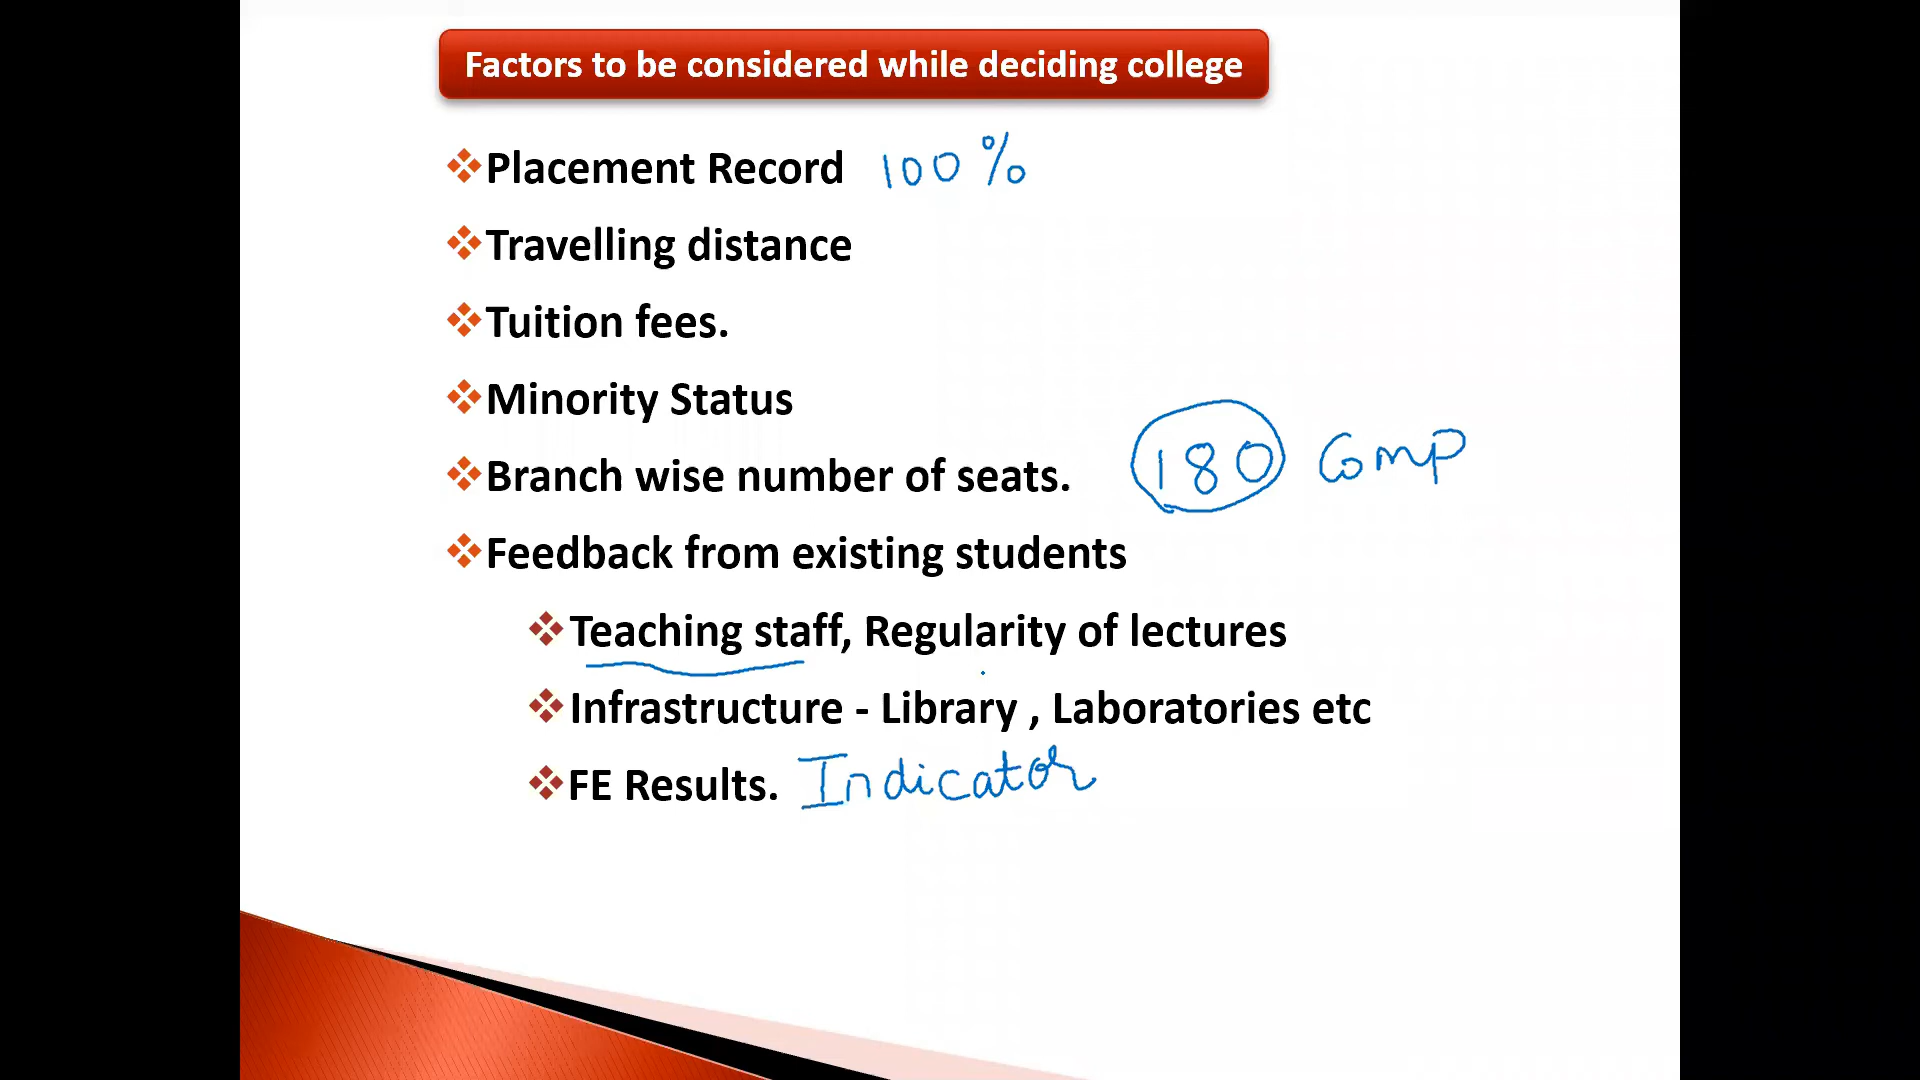 Factors to be considered while deciding college
Placement Record 100%
Travelling distance
Tuition fees.
Minority Status
Branch wise number of seats. 180 Comp
Feedback from existing students
Teaching staff, Regularity of lectures
Infrastructure - Library , Laboratories etc
FE Results. Indicator